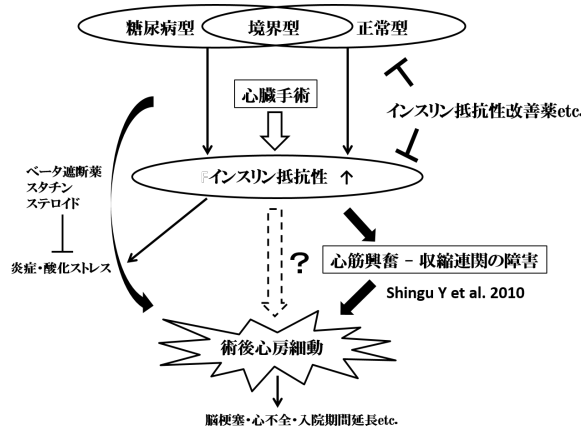 糖尿病型 境界型 正常型
心臓手術
インスリン抵抗性改善薬etc.
インスリン抵抗性 ↑
ベータ遮断薬
スタチン
ステロイド
炎症・酸化ストレス
?
心筋興奮－収縮連関の障害
Shingu Y et al. 2010
術後心房細動
脳梗塞・心不全・入院期間延長etc.